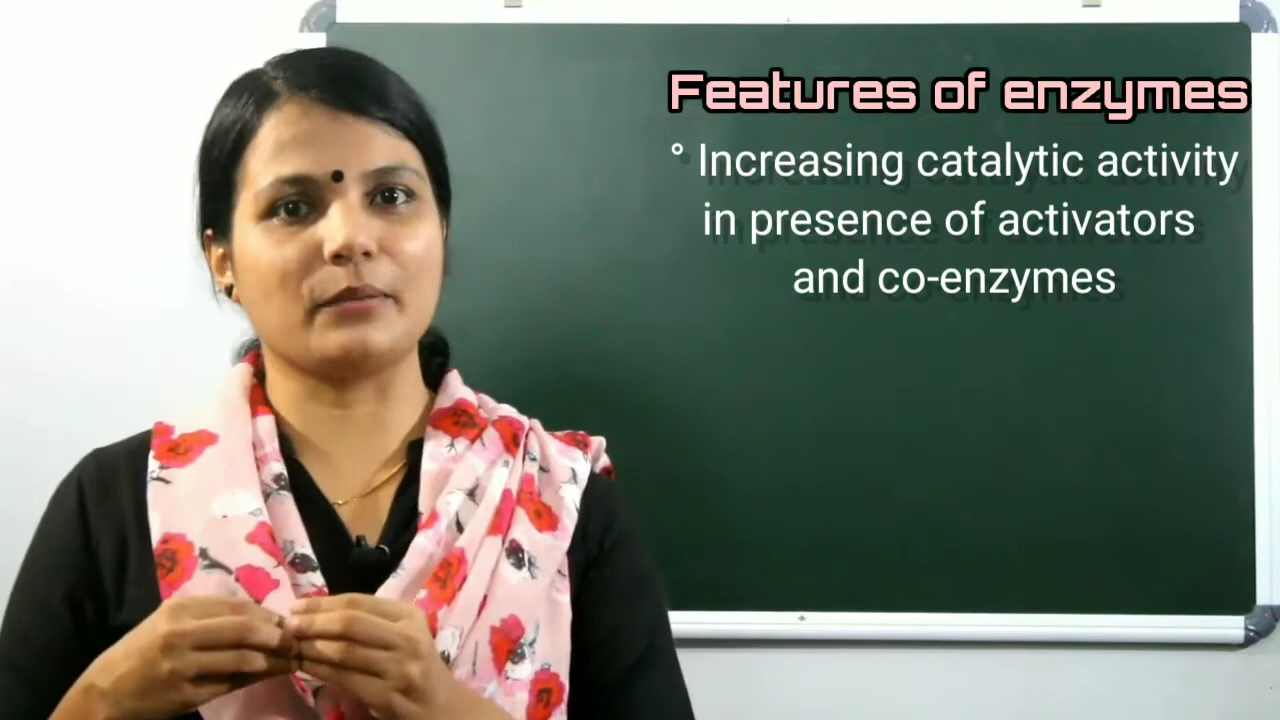 Features of enzymes
° Increasing catalytic activity
in presence of activators
and co-enzymes